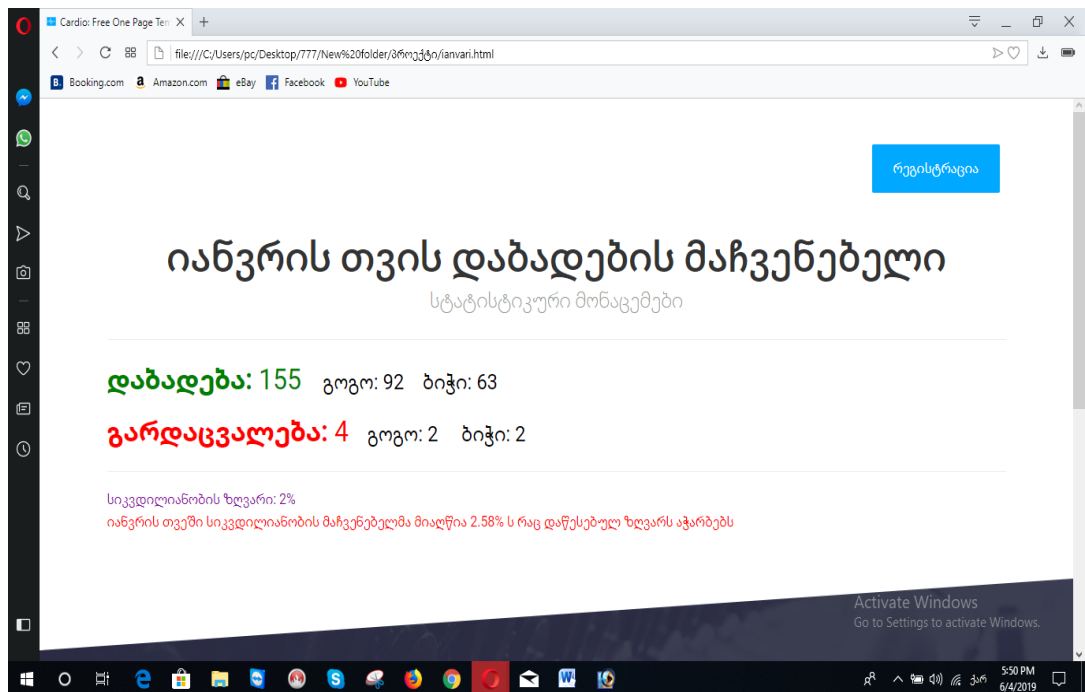 Cardio: Free One Page Tem
file:///C:/Users/pc/Desktop/777/New%20folder/პროექტი/ianvari.html
B. Booking.com a Amazon.com eBay Facebook YouTube
რეგისტრაცია
იანვრის თვის დაბადების მაჩვენებელი
სტატისტიკური მონაცემები
დაბადება: 155 გოგო: 92 ბიჭი: 63
გარდაცვალება: 4 გოგო: 2 ბიჭი: 2
სიკვდილიანობის ზღვარი: 2%
იანვრის თვეში სიკვდილიანობის მაჩვენებელმა მიაღწია 2.58% ს რაც დაწესებულ ზღვარს აჭარბებს
Activate Windows
Go to Settings to activate Windows.
5:50 PM
ქარ
6/4/2019